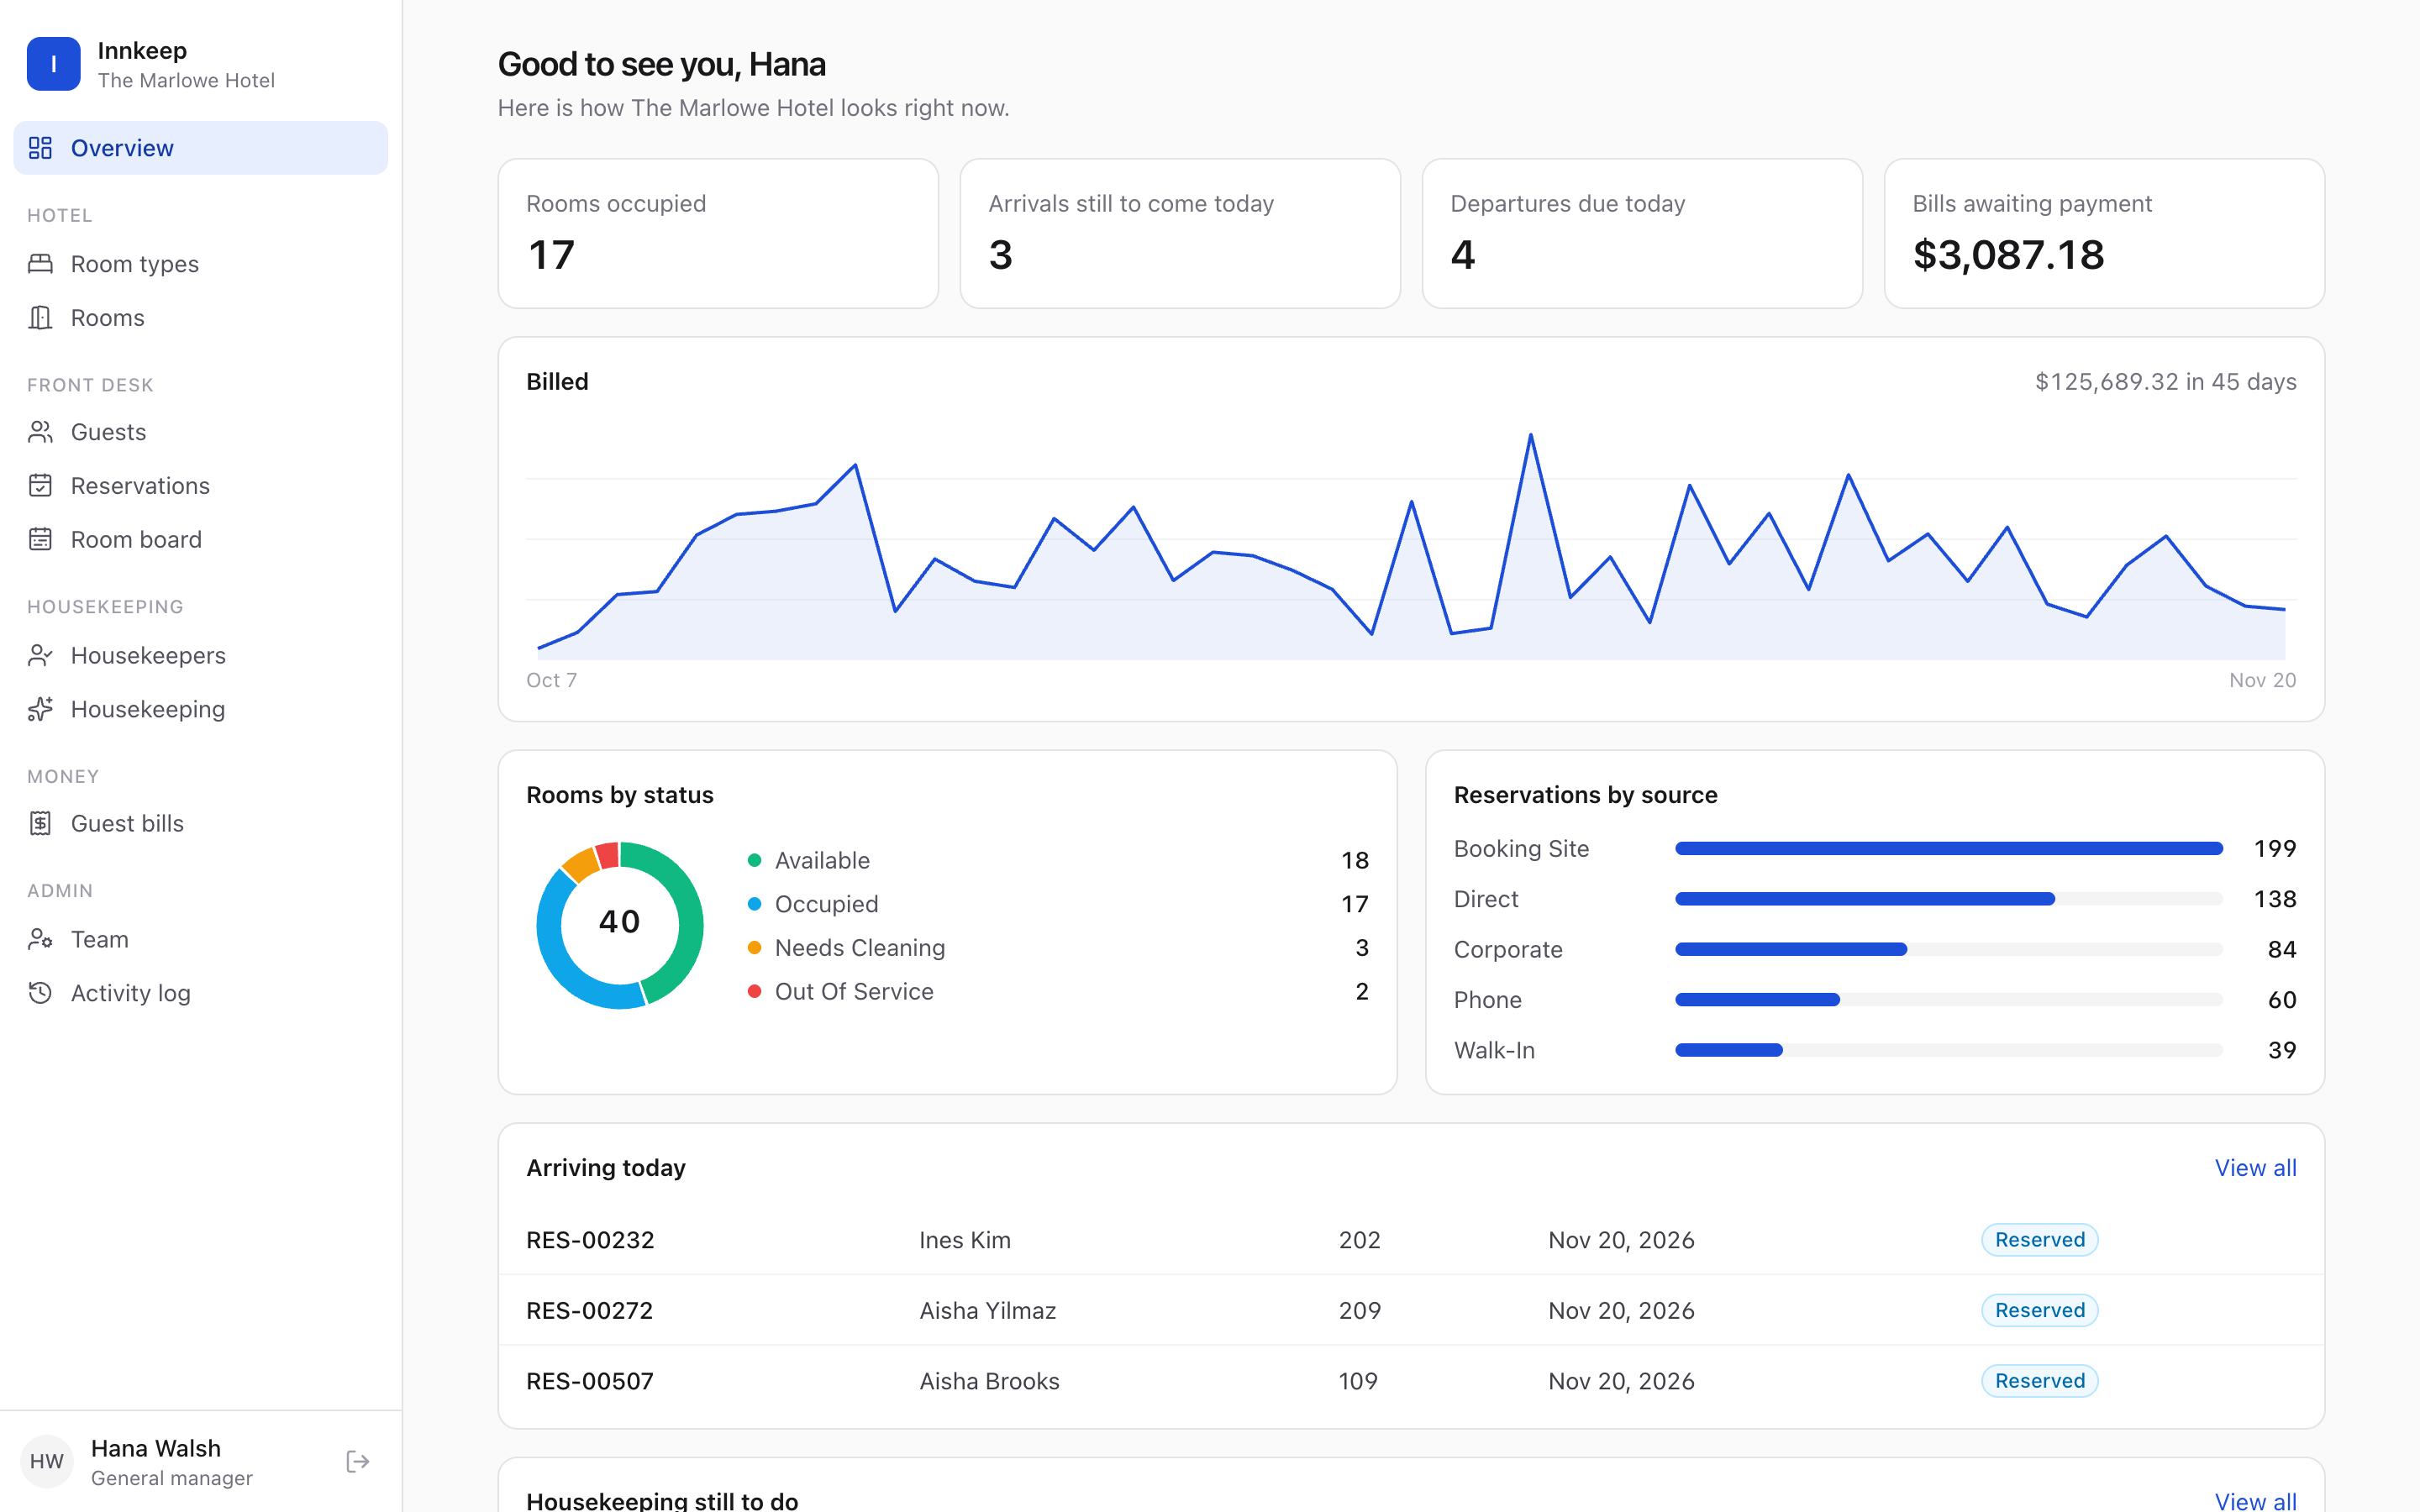 I
Innkeep
The Marlowe Hotel
Overview
HOTEL
Room types
Rooms
FRONT DESK
Guests
Reservations
Room board
HOUSEKEEPING
Housekeepers
Housekeeping
MONEY
Guest bills
ADMIN
Team
Activity log
HW
Hana Walsh
General manager
Good to see you, Hana
Here is how The Marlowe Hotel looks right now.
Rooms occupied
17
Arrivals still to come today
3
Departures due today
4
Bills awaiting payment
$3,087.18
Billed
$125,689.32 in 45 days
Oct 7
Nov 20
Rooms by status
40
Available 18
Occupied 17
Needs Cleaning 3
Out Of Service 2
Reservations by source
Booking Site 199
Direct 138
Corporate 84
Phone 60
Walk-In 39
Arriving today
View all
RES-00232 Ines Kim 202 Nov 20, 2026 Reserved
RES-00272 Aisha Yilmaz 209 Nov 20, 2026 Reserved
RES-00507 Aisha Brooks 109 Nov 20, 2026 Reserved
Housekeeping still to do
View all